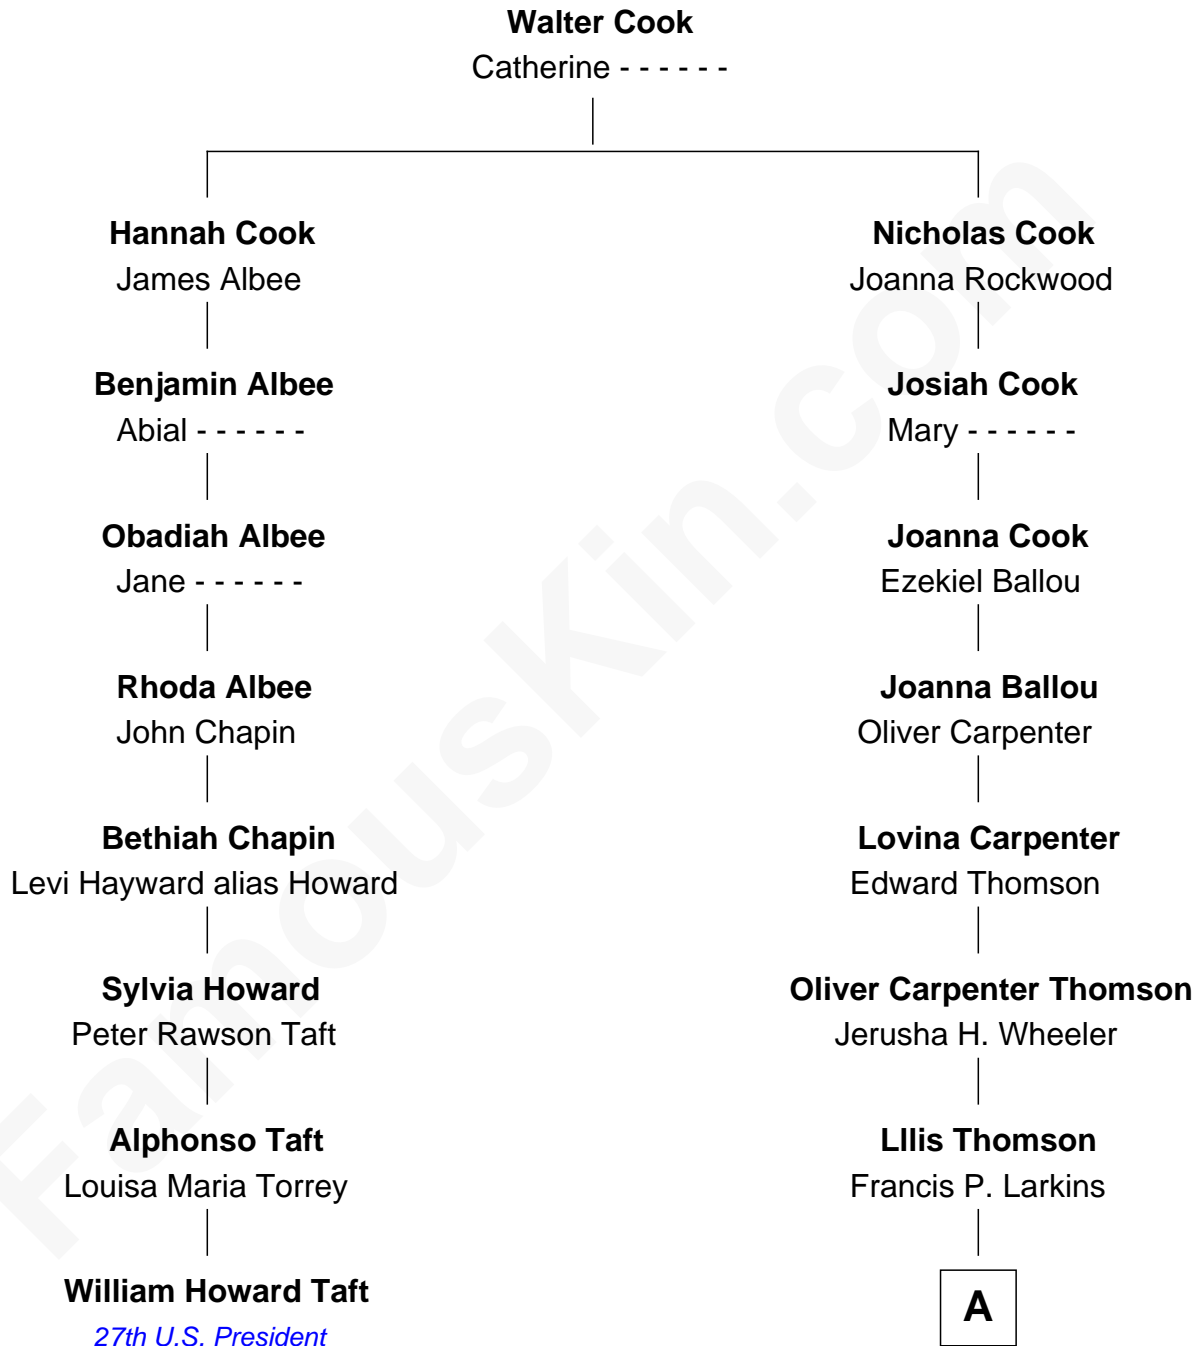 Walter Cook
Catherine - - - - - -
Hannah Cook
James Albee
Nicholas Cook
Joanna Rockwood
Benjamin Albee
Abial - - - - - -
Josiah Cook
Mary - - - - - -
Obadiah Albee
Jane - - - - - -
Joanna Cook
Ezekiel Ballou
Rhoda Albee
John Chapin
Joanna Ballou
Oliver Carpenter
Bethiah Chapin
Levi Hayward alias Howard
Lovina Carpenter
Edward Thomson
Sylvia Howard
Peter Rawson Taft
Oliver Carpenter Thomson
Jerusha H. Wheeler
Alphonso Taft
Louisa Maria Torrey
Lllis Thomson
Francis P. Larkins
William Howard Taft
27th U.S. President
A
FamousKin.com